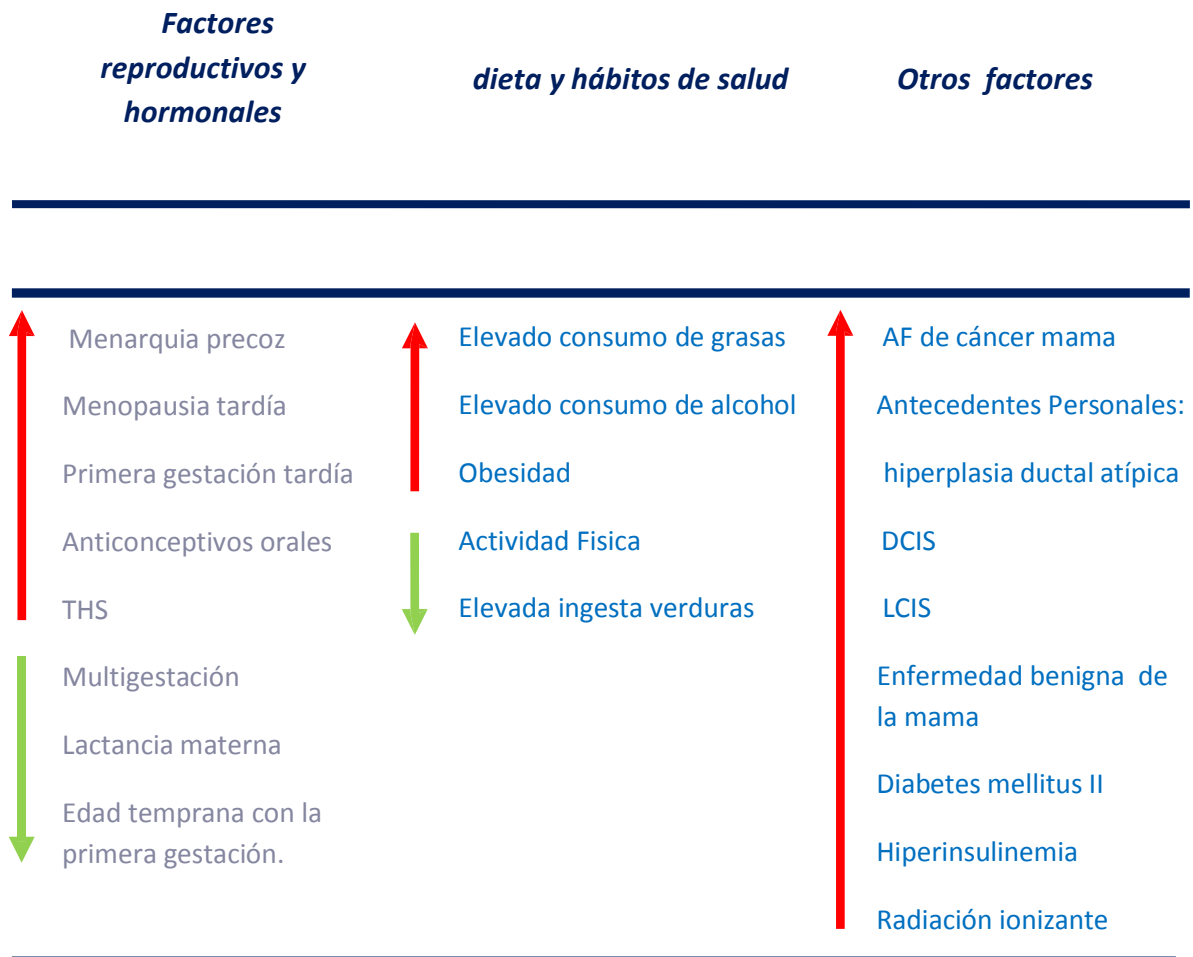 Factores
reproductivos y
hormonales
dieta y hábitos de salud
Otros factores
Menarquia precoz
Menopausia tardía
Primera gestación tardía
Anticonceptivos orales
THS
Multigestación
Lactancia materna
Edad temprana con la
primera gestación.
Elevado consumo de grasas
Elevado consumo de alcohol
Obesidad
Actividad Fisica
Elevada ingesta verduras
AF de cáncer mama
Antecedentes Personales:
hiperplasia ductal atípica
DCIS
LCIS
Enfermedad benigna de
la mama
Diabetes mellitus II
Hiperinsulinemia
Radiación ionizante